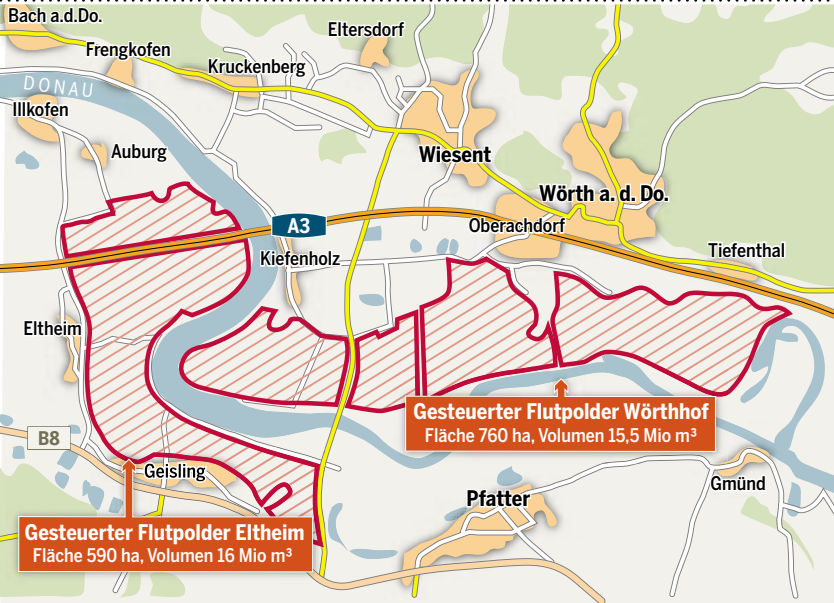 Bach a.d.Do.
Eltersdorf
Frengkofen
Kruckenberg
DONAU
Illkofen
Auburg
Wiesent
Wörth a. d. Do.
A3
Oberachdorf
Kiefenholz
Tiefenthal
Eltheim
Gesteuerter Flutpolder Wörthhof
Fläche 760 ha, Volumen 15,5 Mio m³
B8
Geisling
Gmünd
Pfatter
Gesteuerter Flutpolder Eltheim
Fläche 590 ha, Volumen 16 Mio m³